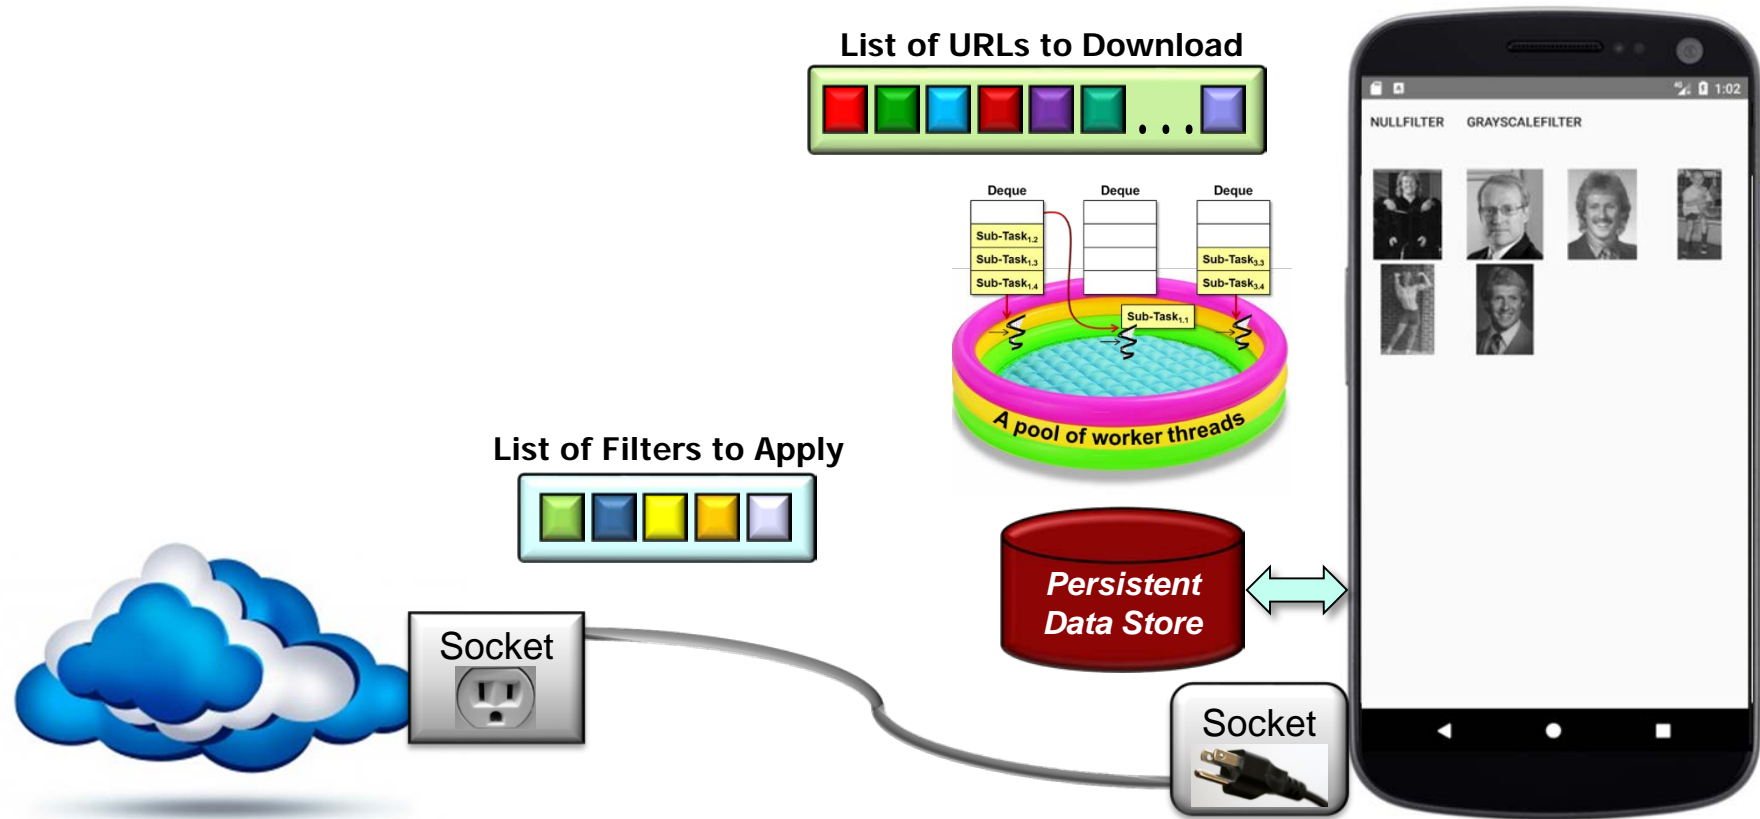 List of URLs to Download
...
1:02
NULLFILTER GRAYSCALEFILTER
Deque Deque Deque
Sub-Task1.2
Sub-Task1.3 Sub-Task3.3
Sub-Task1.4 Sub-Task3.4
Sub-Task1.1
A pool of worker threads
List of Filters to Apply
Persistent
Data Store
Socket
Socket